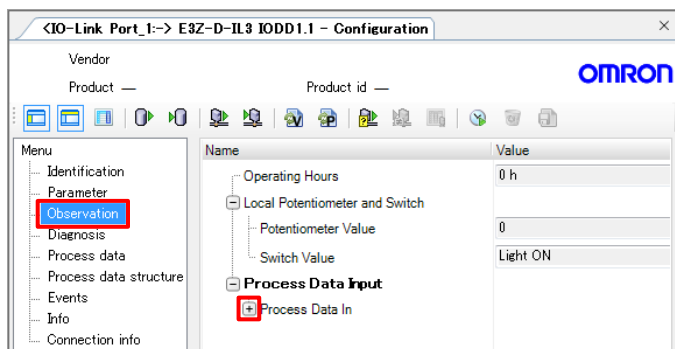 <IO-Link Port_1:-> E3Z-D-IL3 IODD1.1 - Configuration
Vendor
Product —
Product id —
OMRON
Menu
Name
Value
Identification
Parameter
Observation
Diagnosis
Process data
Process data structure
Events
Info
Connection info
Operating Hours
0 h
Local Potentiometer and Switch
Potentiometer Value
0
Switch Value
Light ON
Process Data Input
Process Data In